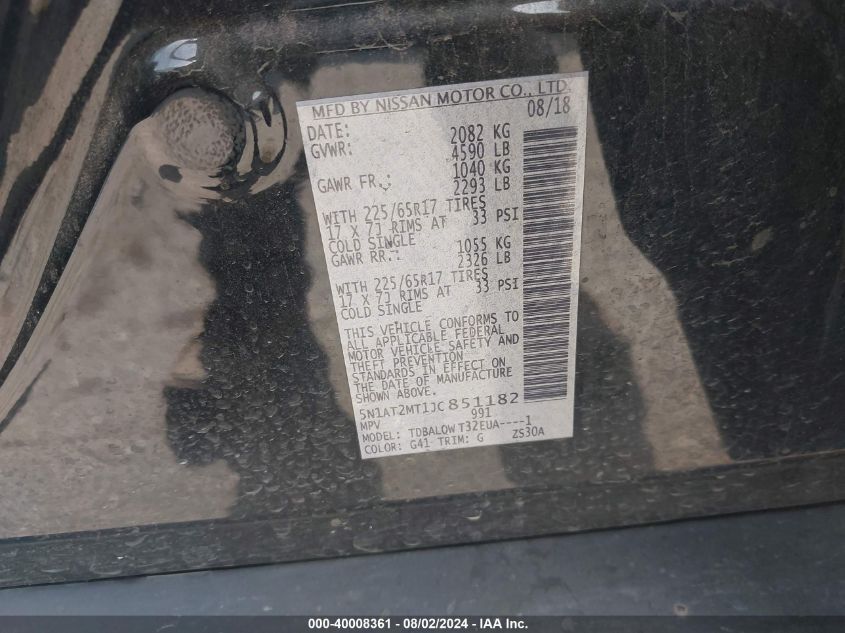 MFD BY NISSAN MOTOR CO., LTD.
DATE: 08/18
GVWR: 2082 KG
4590 LB
GAWR FR.: 1040 KG
2293 LB
WITH 225/65R17 TIRES
17 X 7J RIMS AT 33 PSI
COLD SINGLE
GAWR RR.: 1055 KG
2326 LB
WITH 225/65R17 TIRES
17 X 7J RIMS AT 33 PSI
COLD SINGLE
THIS VEHICLE CONFORMS TO
ALL APPLICABLE FEDERAL
MOTOR VEHICLE SAFETY AND
THEFT PREVENTION
STANDARDS IN EFFECT ON
THE DATE OF MANUFACTURE
SHOWN ABOVE.
5N1AT2MT1JC851182
MPV 991
MODEL: TDBALOW T32EUA----1
COLOR: G41 TRIM: G ZS30A
000-40008361 - 08/02/2024 - IAA Inc.